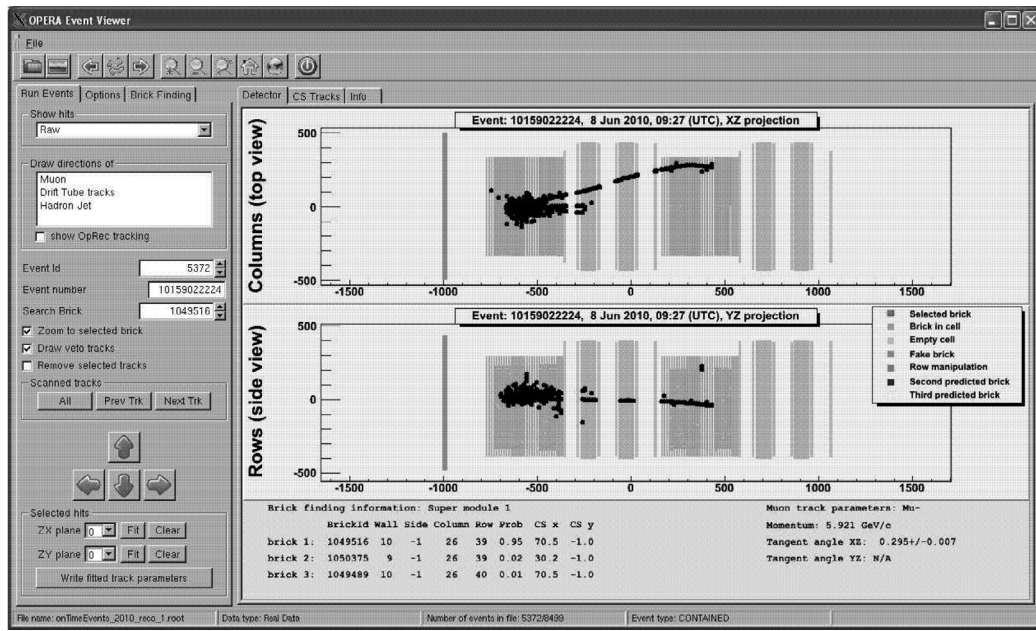 OPERA Event Viewer
File
Run Events Options Brick Finding
Show hits
Raw
Draw directions of
Muon
Drift Tube tracks
Hadron Jet
show OpRec tracking
Event Id 5372
Event number 10159022224
Search Brick 1049516
Zoom to selected brick
Draw veto tracks
Remove selected tracks
Scanned tracks
All Prev Trk Next Trk
Selected hits
ZX plane 0 Fit Clear
ZY plane 0 Fit Clear
Write fitted track parameters
Detector CS Tracks Info
Event: 10159022224, 8 Jun 2010, 09:27 (UTC), XZ projection
Columns (top view)
500
0
-500
-1500 -1000 -500 0 500 1000 1500
Event: 10159022224, 8 Jun 2010, 09:27 (UTC), YZ projection
Rows (side view)
500
0
-500
-1500 -1000 -500 0 500 1000 1500
Selected brick
Brick in cell
Empty cell
Fake brick
Row manipulation
Second predicted brick
Third predicted brick
Brick finding information: Super module 1
BrickId Wall Side Column Row Prob CS x CS y
brick 1: 1049516 10 -1 26 39 0.95 70.5 -1.0
brick 2: 1050375 9 -1 26 39 0.02 30.2 -1.0
brick 3: 1049489 10 -1 26 40 0.01 70.5 -1.0
Muon track parameters: Mu-
Momentum: 5.921 GeV/c
Tangent angle XZ: 0.295+/-0.007
Tangent angle YZ: N/A
File name: onTimeEvents_2010_reco_1.root Data type: Real Data Number of events in file: 5372/8499 Event type: CONTAINED